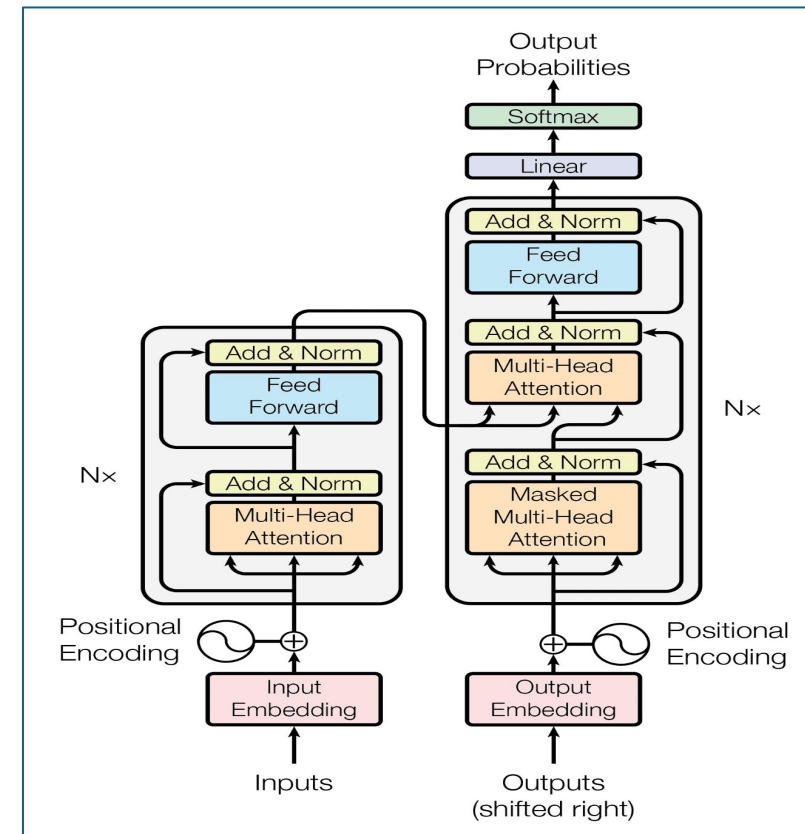 Output
Probabilities
Softmax
Linear
Add & Norm
Feed
Forward
Add & Norm
Multi-Head
Attention
Add & Norm
Masked
Multi-Head
Attention
Nx
Add & Norm
Feed
Forward
Add & Norm
Multi-Head
Attention
Nx
Positional
Encoding
Positional
Encoding
Input
Embedding
Output
Embedding
Inputs
Outputs
(shifted right)